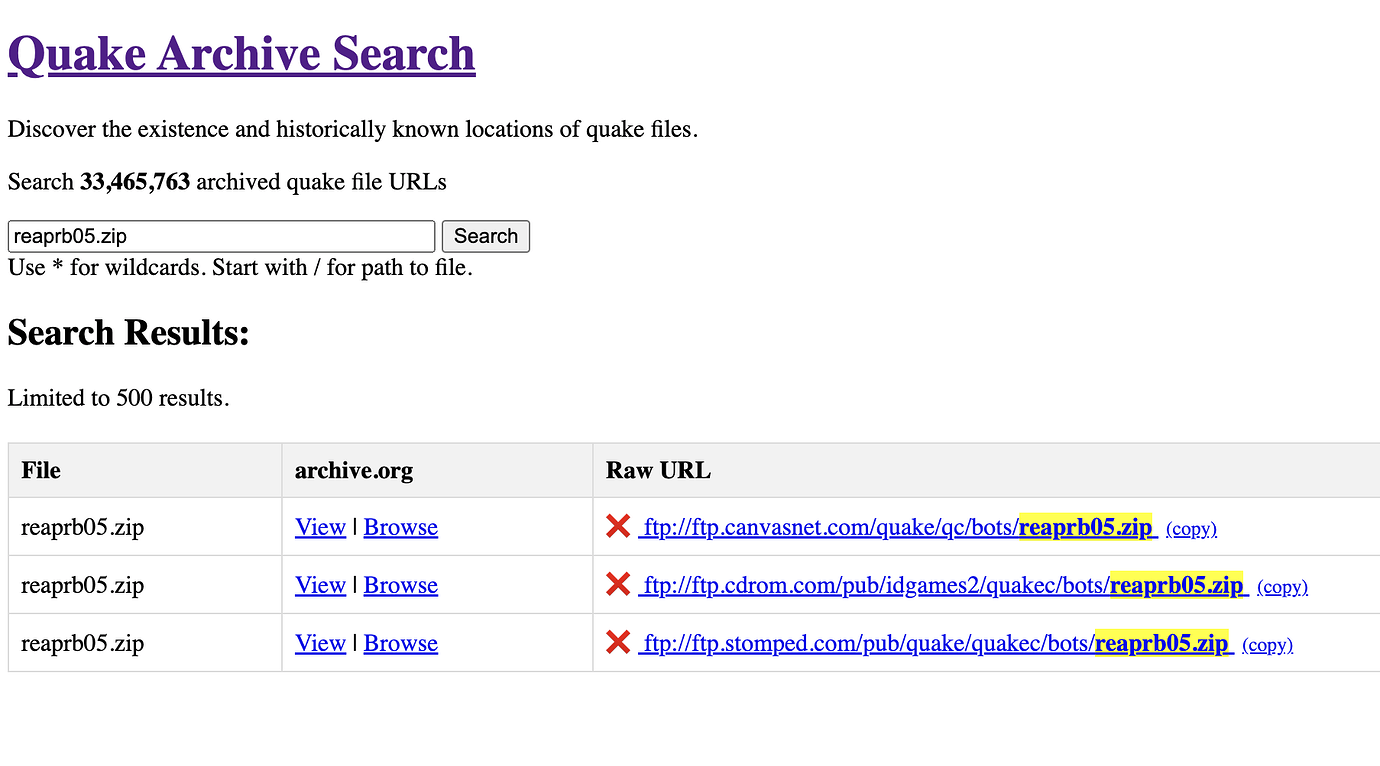 Quake Archive Search
Discover the existence and historically known locations of quake files.
Search 33,465,763 archived quake file URLs
reaprb05.zip Search
Use * for wildcards. Start with / for path to file.
Search Results:
Limited to 500 results.
File archive.org Raw URL
reaprb05.zip View | Browse ❌ ftp://ftp.canvasnet.com/quake/qc/bots/reaprb05.zip (copy)
reaprb05.zip View | Browse ❌ ftp://ftp.cdrom.com/pub/idgames2/quakec/bots/reaprb05.zip (copy)
reaprb05.zip View | Browse ❌ ftp://ftp.stomped.com/pub/quake/quakec/bots/reaprb05.zip (copy)